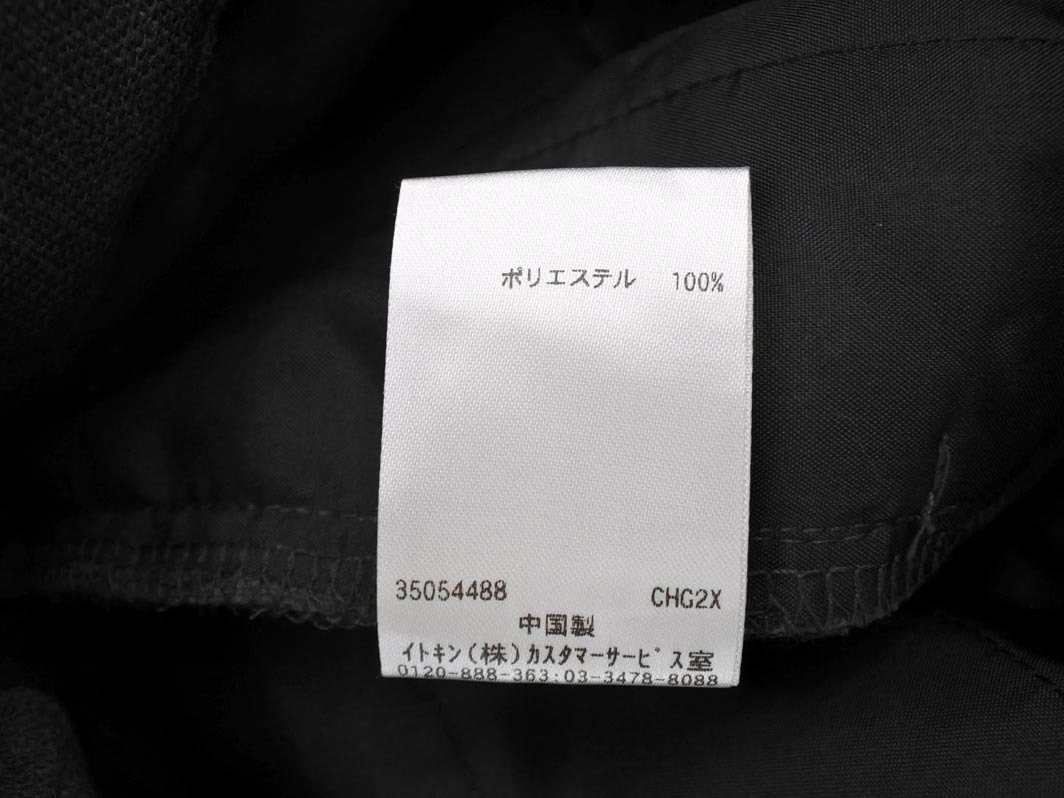 ポリエステル 100%
35054488 CHG2X
中国製
イトキン(株)カスタマーサービス室
0120-888-363:03-3478-8088